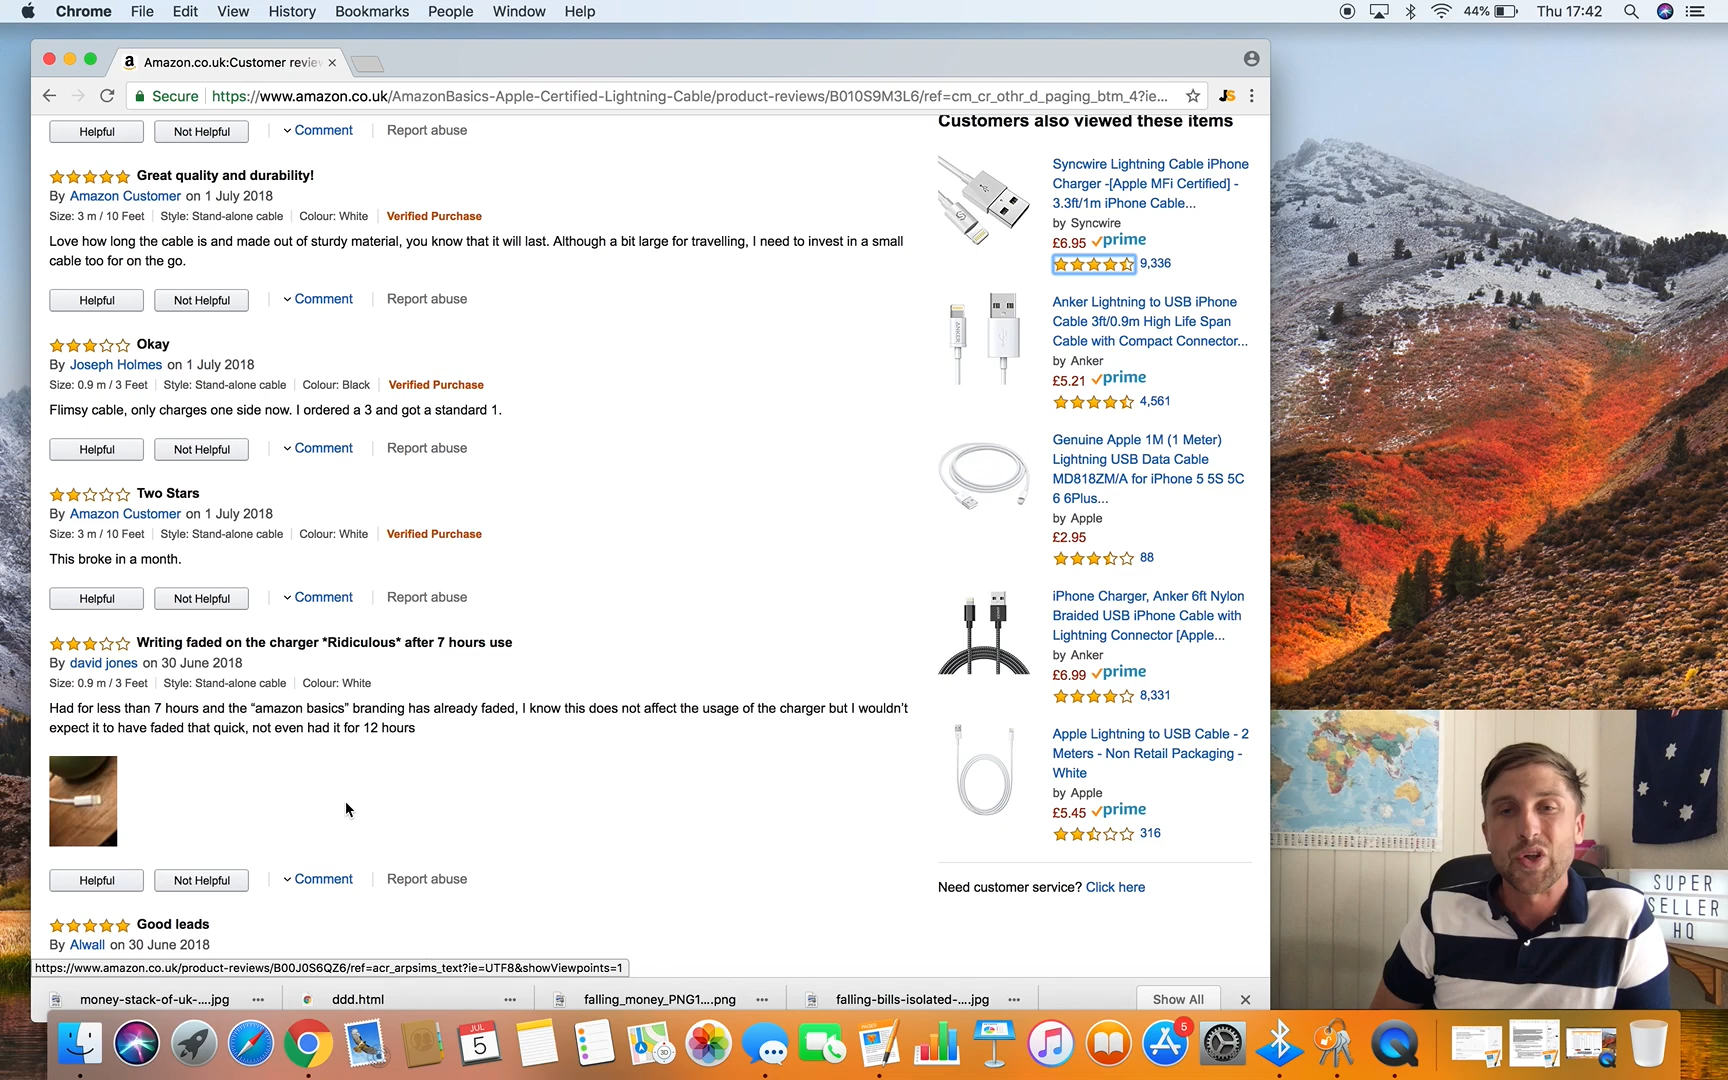 Chrome File Edit View History Bookmarks People Window Help
44% Thu 17:42
Amazon.co.uk:Customer revie
Secure https://www.amazon.co.uk/AmazonBasics-Apple-Certified-Lightning-Cable/product-reviews/B010S9M3L6/ref=cm_cr_othr_d_paging_btm_4?ie...
Helpful Not Helpful Comment Report abuse
Great quality and durability!
By Amazon Customer on 1 July 2018
Size: 3 m / 10 Feet Style: Stand-alone cable Colour: White Verified Purchase
Love how long the cable is and made out of sturdy material, you know that it will last. Although a bit large for travelling, I need to invest in a small
cable too for on the go.
Helpful Not Helpful Comment Report abuse
Okay
By Joseph Holmes on 1 July 2018
Size: 0.9 m / 3 Feet Style: Stand-alone cable Colour: Black Verified Purchase
Flimsy cable, only charges one side now. I ordered a 3 and got a standard 1.
Helpful Not Helpful Comment Report abuse
Two Stars
By Amazon Customer on 1 July 2018
Size: 3 m / 10 Feet Style: Stand-alone cable Colour: White Verified Purchase
This broke in a month.
Helpful Not Helpful Comment Report abuse
Writing faded on the charger *Ridiculous* after 7 hours use
By david jones on 30 June 2018
Size: 0.9 m / 3 Feet Style: Stand-alone cable Colour: White
Had for less than 7 hours and the “amazon basics” branding has already faded, I know this does not affect the usage of the charger but I wouldn’t
expect it to have faded that quick, not even had it for 12 hours
Helpful Not Helpful Comment Report abuse
Good leads
By Alwall on 30 June 2018
https://www.amazon.co.uk/product-reviews/B00J0S6QZ6/ref=acr_arpsims_text?ie=UTF8&showViewpoints=1
Customers also viewed these items
Syncwire Lightning Cable iPhone
Charger -[Apple MFi Certified] -
3.3ft/1m iPhone Cable...
by Syncwire
£6.95 prime
9,336
Anker Lightning to USB iPhone
Cable 3ft/0.9m High Life Span
Cable with Compact Connector...
by Anker
£5.21 prime
4,561
Genuine Apple 1M (1 Meter)
Lightning USB Data Cable
MD818ZM/A for iPhone 5 5S 5C
6 6Plus...
by Apple
£2.95
88
iPhone Charger, Anker 6ft Nylon
Braided USB iPhone Cable with
Lightning Connector [Apple...
by Anker
£6.99 prime
8,331
Apple Lightning to USB Cable - 2
Meters - Non Retail Packaging -
White
by Apple
£5.45 prime
316
Need customer service? Click here
SUPER
SELLER
HQ
money-stack-of-uk-....jpg ddd.html falling_money_PNG1....png falling-bills-isolated-....jpg Show All
JUL
5
3D
PAGES
5